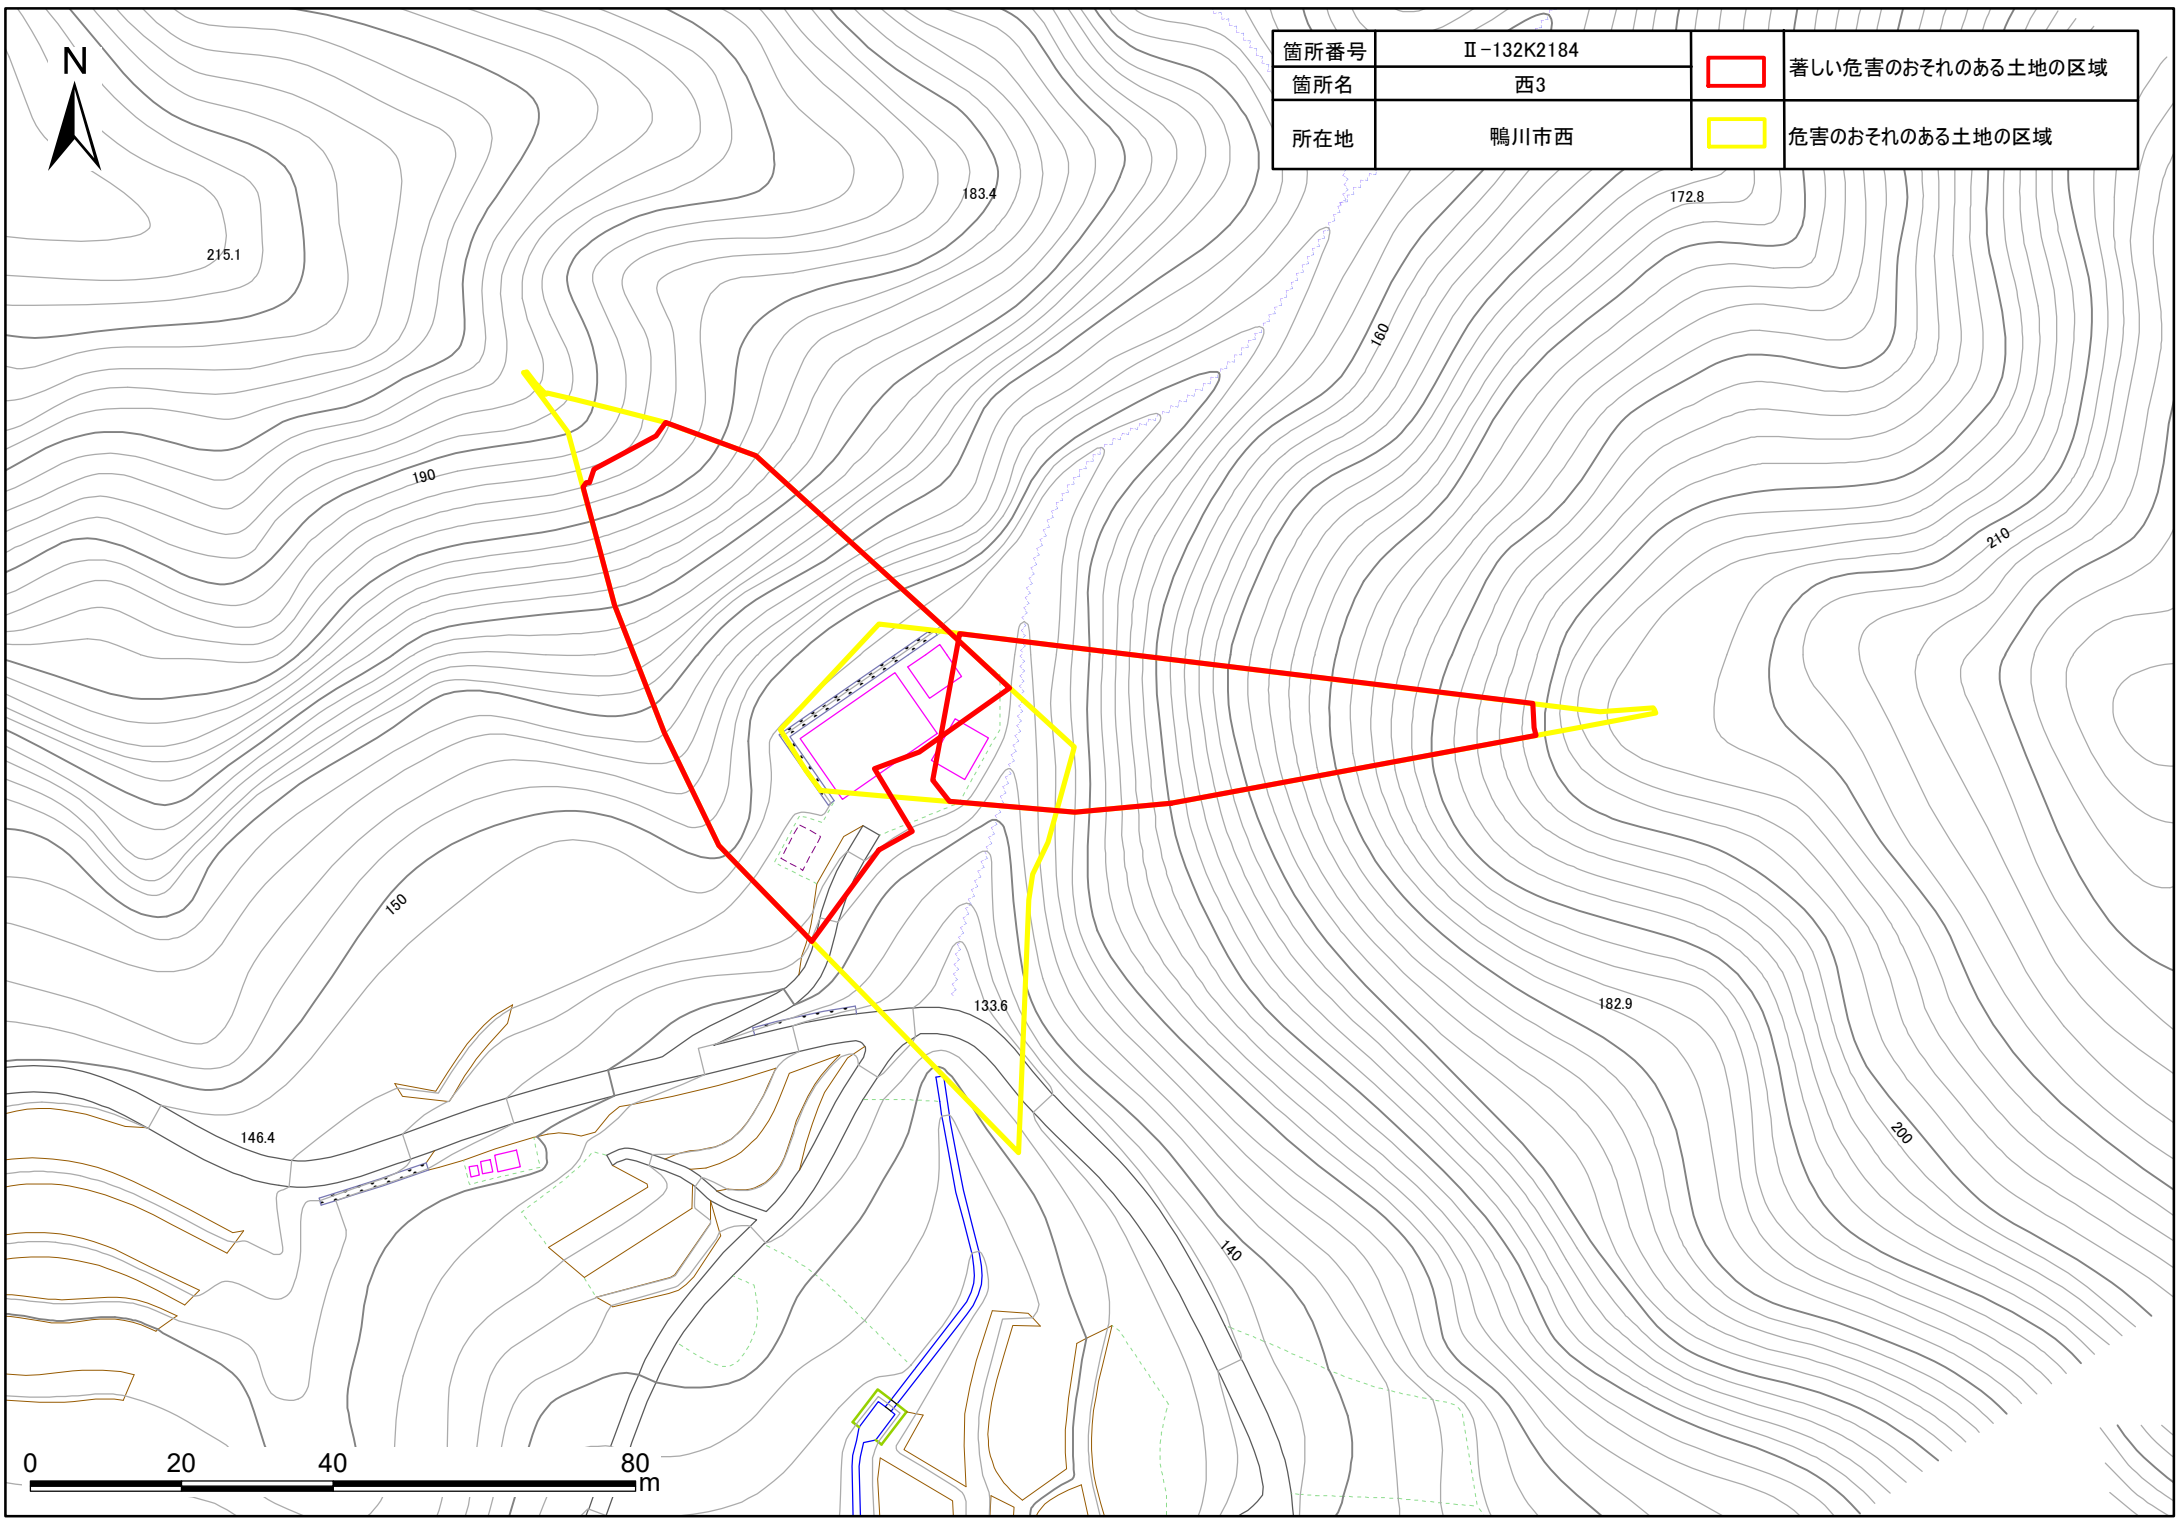 N
箇所番号 Ⅱ-132K2184 著しい危害のおそれのある土地の区域
箇所名 西3
所在地 鴨川市西 危害のおそれのある土地の区域
183.4
172.8
215.1
160
190
210
150
133.6
182.9
146.4
200
140
0 20 40 80
m